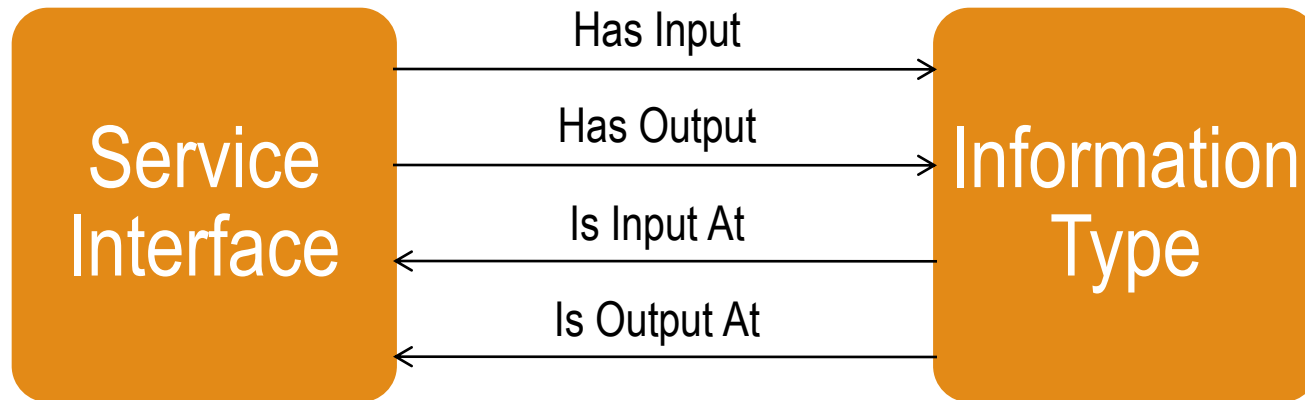 Service
Interface
Has Input
Has Output
Is Input At
Is Output At
Information
Type